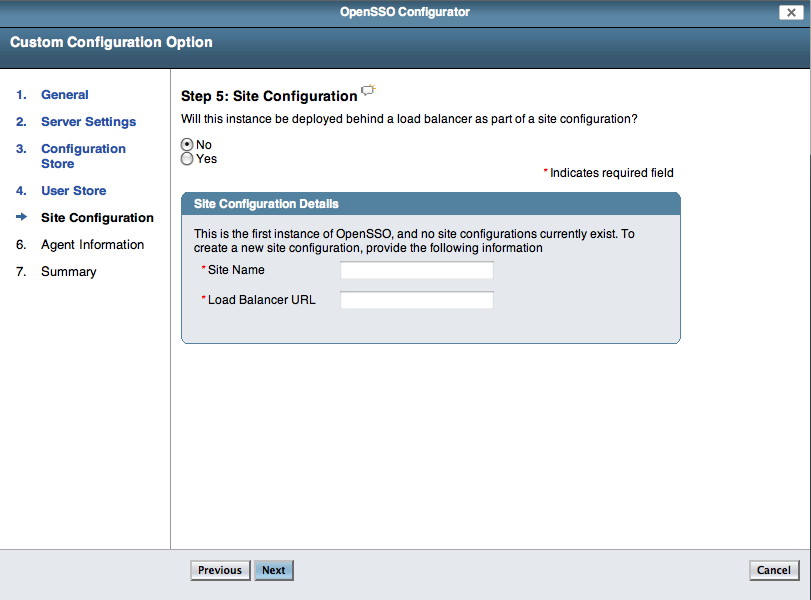 OpenSSO Configurator
Custom Configuration Option
1. General
2. Server Settings
3. Configuration
Store
4. User Store
Site Configuration
6. Agent Information
7. Summary
Step 5: Site Configuration
Will this instance be deployed behind a load balancer as part of a site configuration?
No
Yes
* Indicates required field
Site Configuration Details
This is the first instance of OpenSSO, and no site configurations currently exist. To
create a new site configuration, provide the following information
* Site Name
* Load Balancer URL
Previous Next Cancel